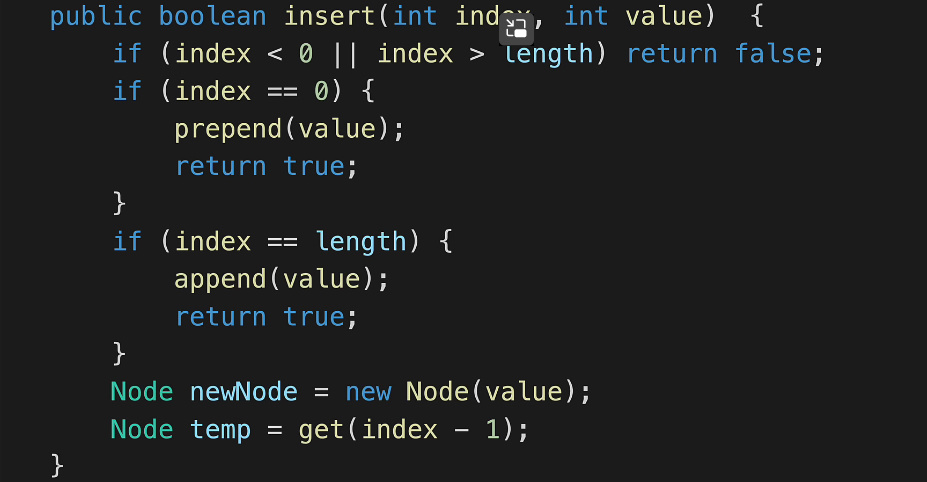 public boolean insert(int index, int value)  {
    if (index < 0 || index > length) return false;
    if (index == 0) {
        prepend(value);
        return true;
    }
    if (index == length) {
        append(value);
        return true;
    }
    Node newNode = new Node(value);
    Node temp = get(index - 1);
}